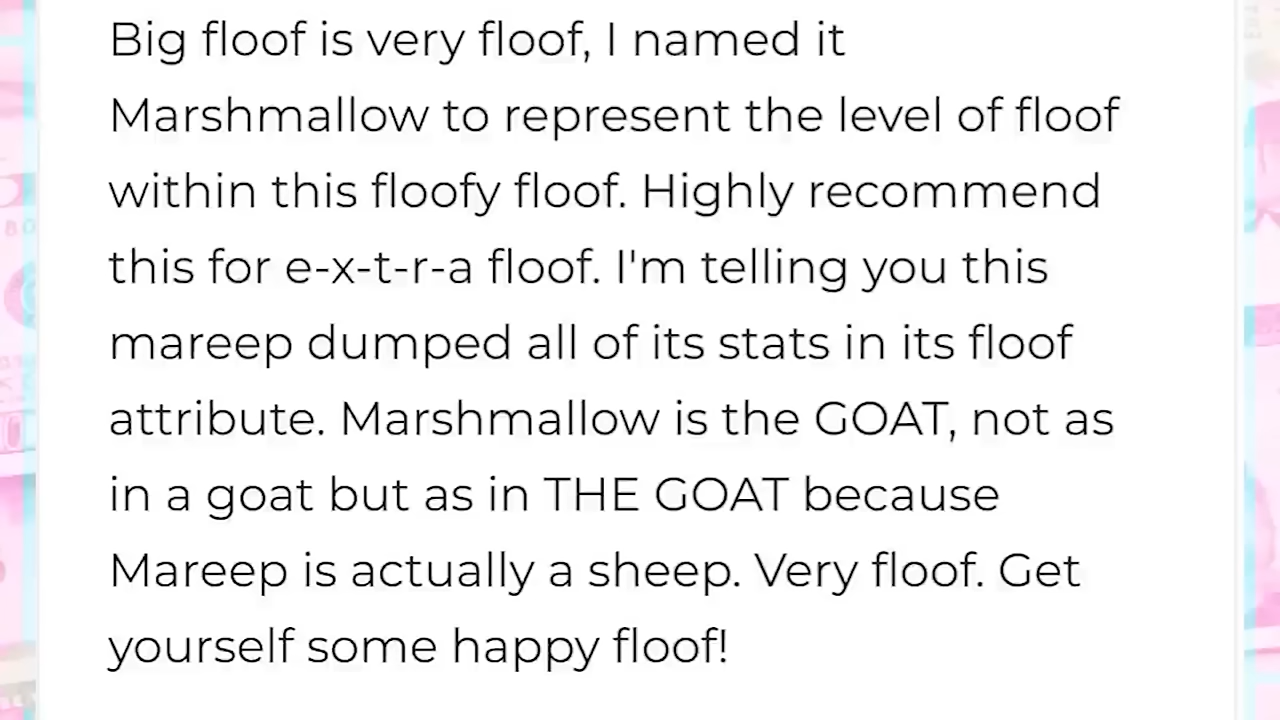 Big floof is very floof, I named it
Marshmallow to represent the level of floof
within this floofy floof. Highly recommend
this for e-x-t-r-a floof. I'm telling you this
mareep dumped all of its stats in its floof
attribute. Marshmallow is the GOAT, not as
in a goat but as in THE GOAT because
Mareep is actually a sheep. Very floof. Get
yourself some happy floof!